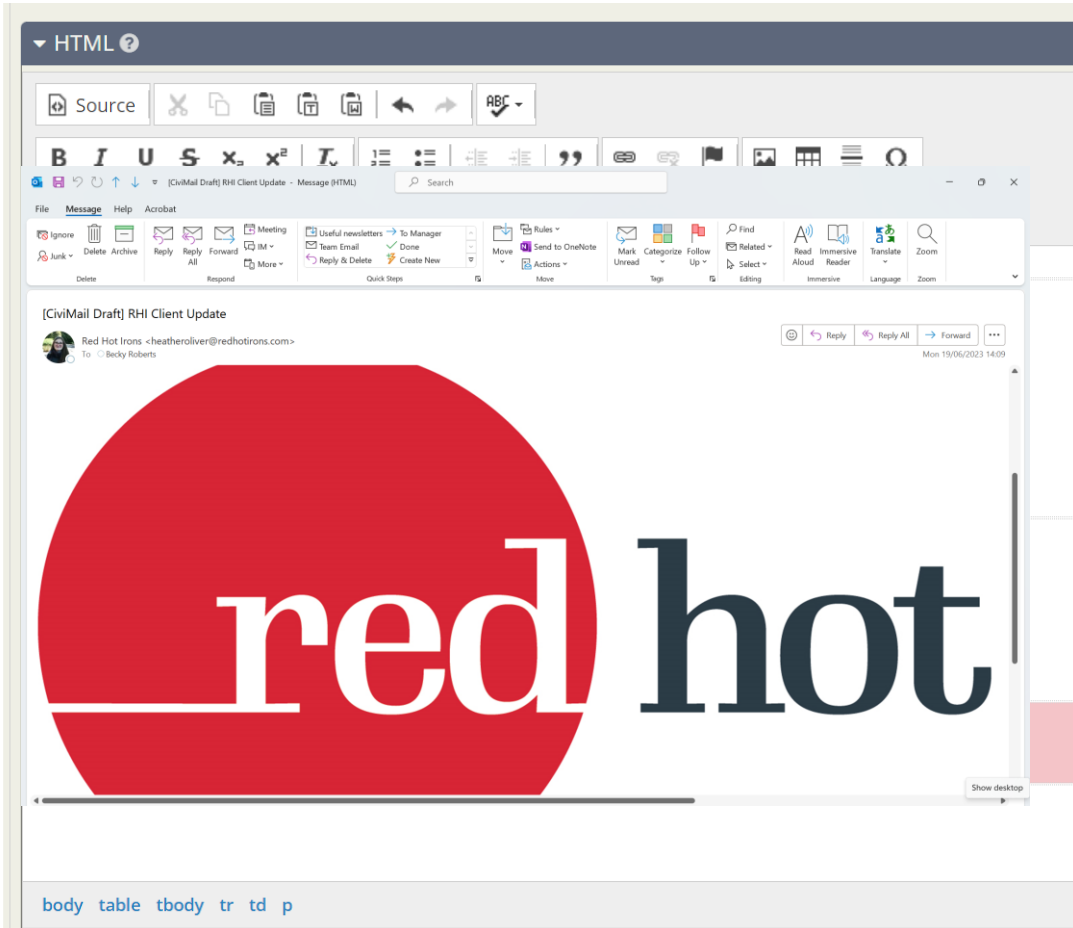 HTML
Source
ABC
B I U S x₂ x² Tx
[CiviMail Draft] RHI Client Update - Message (HTML)
Search
File Message Help Acrobat
Ignore
Junk
Delete
Archive
Reply
Reply All
Forward
Meeting
IM
More
Useful newsletters
Team Email
Reply & Delete
To Manager
Done
Create New
Move
Rules
Send to OneNote
Actions
Mark Unread
Categorize
Follow Up
Find
Related
Select
Read Aloud
Immersive Reader
Translate
Zoom
Delete Respond Quick Steps Move Tags Editing Immersive Language Zoom
[CiviMail Draft] RHI Client Update
Red Hot Irons <heatheroliver@redhotirons.com>
To Becky Roberts
Reply Reply All Forward
Mon 19/06/2023 14:09
red hot
Show desktop
body table tbody tr td p